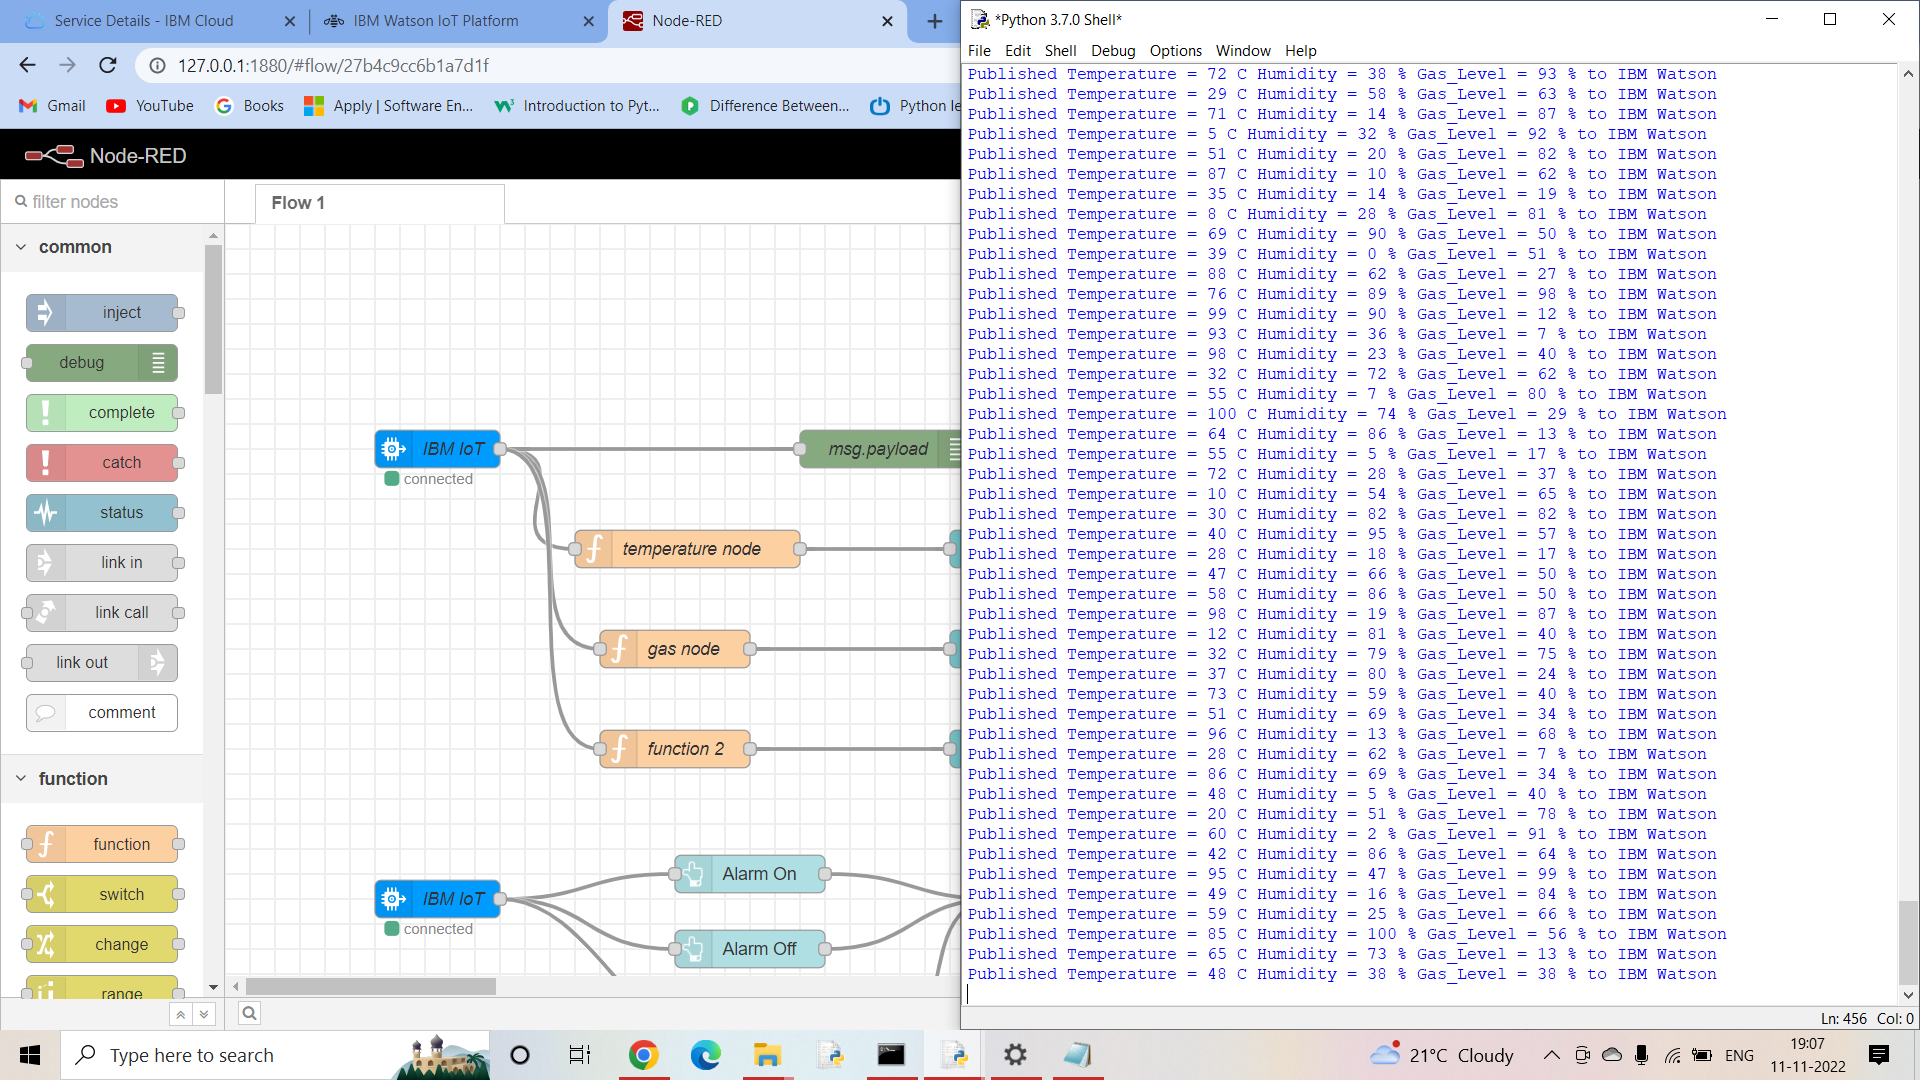 Service Details - IBM Cloud
IBM Watson IoT Platform
Node-RED
127.0.0.1:1880/#flow/27b4c9cc6b1a7d1f
Gmail
YouTube
Books
Apply | Software En...
Introduction to Pyt...
Difference Between...
Python le
Node-RED
filter nodes
Flow 1
common
inject
debug
complete
catch
status
link in
link call
link out
comment
function
function
switch
change
range
IBM IoT
connected
msg.payload
temperature node
gas node
function 2
IBM IoT
connected
Alarm On
Alarm Off
*Python 3.7.0 Shell*
File Edit Shell Debug Options Window Help
Published Temperature = 72 C Humidity = 38 % Gas_Level = 93 % to IBM Watson
Published Temperature = 29 C Humidity = 58 % Gas_Level = 63 % to IBM Watson
Published Temperature = 71 C Humidity = 14 % Gas_Level = 87 % to IBM Watson
Published Temperature = 5 C Humidity = 32 % Gas_Level = 92 % to IBM Watson
Published Temperature = 51 C Humidity = 20 % Gas_Level = 82 % to IBM Watson
Published Temperature = 87 C Humidity = 10 % Gas_Level = 62 % to IBM Watson
Published Temperature = 35 C Humidity = 14 % Gas_Level = 19 % to IBM Watson
Published Temperature = 8 C Humidity = 28 % Gas_Level = 81 % to IBM Watson
Published Temperature = 69 C Humidity = 90 % Gas_Level = 50 % to IBM Watson
Published Temperature = 39 C Humidity = 0 % Gas_Level = 51 % to IBM Watson
Published Temperature = 88 C Humidity = 62 % Gas_Level = 27 % to IBM Watson
Published Temperature = 76 C Humidity = 89 % Gas_Level = 98 % to IBM Watson
Published Temperature = 99 C Humidity = 90 % Gas_Level = 12 % to IBM Watson
Published Temperature = 93 C Humidity = 36 % Gas_Level = 7 % to IBM Watson
Published Temperature = 98 C Humidity = 23 % Gas_Level = 40 % to IBM Watson
Published Temperature = 32 C Humidity = 72 % Gas_Level = 62 % to IBM Watson
Published Temperature = 55 C Humidity = 7 % Gas_Level = 80 % to IBM Watson
Published Temperature = 100 C Humidity = 74 % Gas_Level = 29 % to IBM Watson
Published Temperature = 64 C Humidity = 86 % Gas_Level = 13 % to IBM Watson
Published Temperature = 55 C Humidity = 5 % Gas_Level = 17 % to IBM Watson
Published Temperature = 72 C Humidity = 28 % Gas_Level = 37 % to IBM Watson
Published Temperature = 10 C Humidity = 54 % Gas_Level = 65 % to IBM Watson
Published Temperature = 30 C Humidity = 82 % Gas_Level = 82 % to IBM Watson
Published Temperature = 40 C Humidity = 95 % Gas_Level = 57 % to IBM Watson
Published Temperature = 28 C Humidity = 18 % Gas_Level = 17 % to IBM Watson
Published Temperature = 47 C Humidity = 66 % Gas_Level = 50 % to IBM Watson
Published Temperature = 58 C Humidity = 86 % Gas_Level = 50 % to IBM Watson
Published Temperature = 98 C Humidity = 19 % Gas_Level = 87 % to IBM Watson
Published Temperature = 12 C Humidity = 81 % Gas_Level = 40 % to IBM Watson
Published Temperature = 32 C Humidity = 79 % Gas_Level = 75 % to IBM Watson
Published Temperature = 37 C Humidity = 80 % Gas_Level = 24 % to IBM Watson
Published Temperature = 73 C Humidity = 59 % Gas_Level = 40 % to IBM Watson
Published Temperature = 51 C Humidity = 69 % Gas_Level = 34 % to IBM Watson
Published Temperature = 96 C Humidity = 13 % Gas_Level = 68 % to IBM Watson
Published Temperature = 28 C Humidity = 62 % Gas_Level = 7 % to IBM Watson
Published Temperature = 86 C Humidity = 69 % Gas_Level = 34 % to IBM Watson
Published Temperature = 48 C Humidity = 5 % Gas_Level = 40 % to IBM Watson
Published Temperature = 20 C Humidity = 51 % Gas_Level = 78 % to IBM Watson
Published Temperature = 60 C Humidity = 2 % Gas_Level = 91 % to IBM Watson
Published Temperature = 42 C Humidity = 86 % Gas_Level = 64 % to IBM Watson
Published Temperature = 95 C Humidity = 47 % Gas_Level = 99 % to IBM Watson
Published Temperature = 49 C Humidity = 16 % Gas_Level = 84 % to IBM Watson
Published Temperature = 59 C Humidity = 25 % Gas_Level = 66 % to IBM Watson
Published Temperature = 85 C Humidity = 100 % Gas_Level = 56 % to IBM Watson
Published Temperature = 65 C Humidity = 73 % Gas_Level = 13 % to IBM Watson
Published Temperature = 48 C Humidity = 38 % Gas_Level = 38 % to IBM Watson
Ln: 456 Col: 0
Type here to search
21°C Cloudy
ENG
19:07
11-11-2022